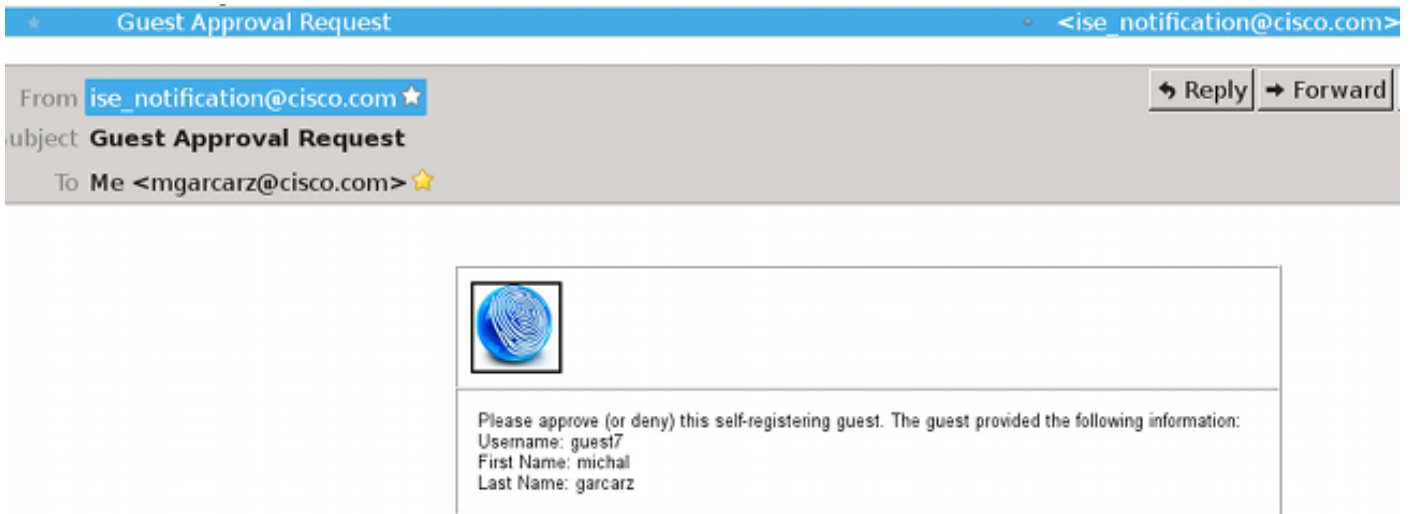 Guest Approval Request <ise_notification@cisco.com>
From ise_notification@cisco.com
Reply Forward
ubject Guest Approval Request
To Me <mgarcarz@cisco.com>
Please approve (or deny) this self-registering guest. The guest provided the following information:
Username: guest7
First Name: michal
Last Name: garcarz